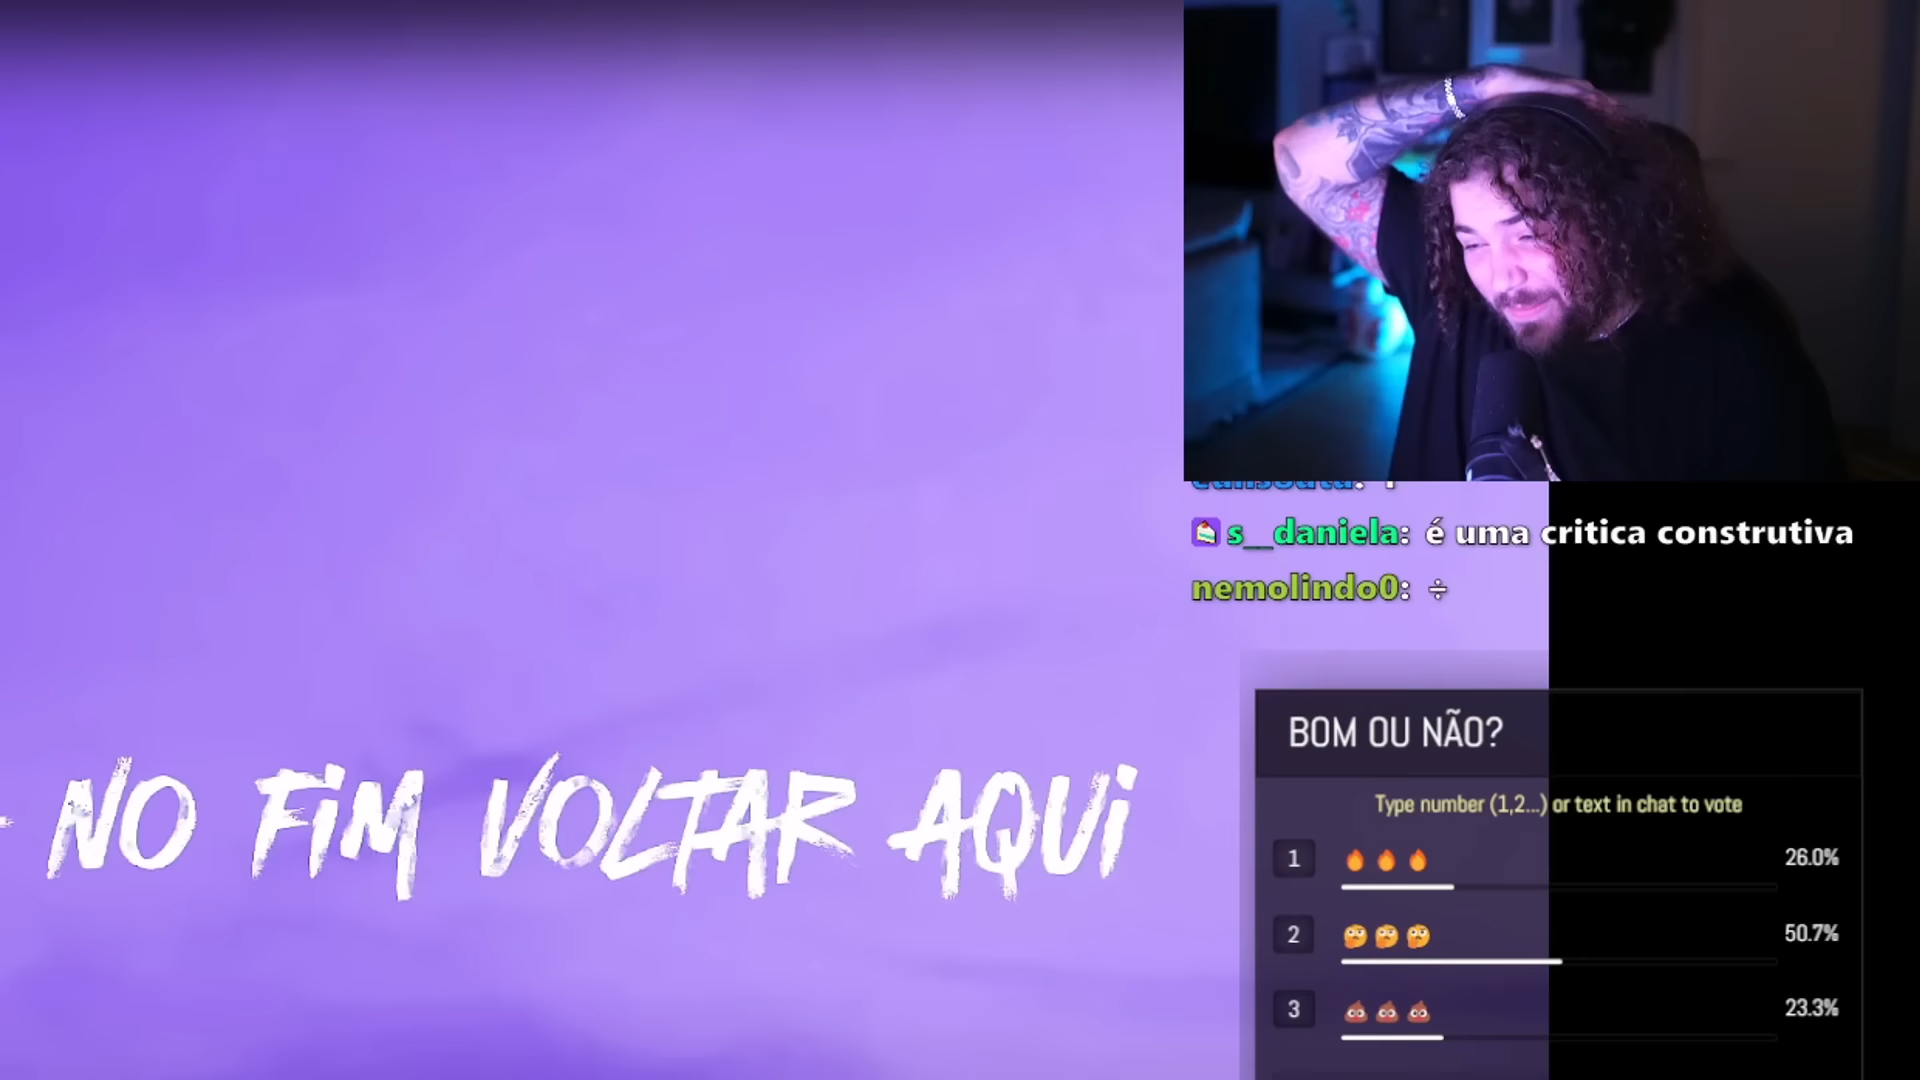 NO FIM VOLTAR AQUI
s__daniela: é uma critica construtiva
nemolindo0: ÷
BOM OU NÃO?
Type number (1,2...) or text in chat to vote
1 🔥🔥🔥 26.0%
2 🤔🤔🤔 50.7%
3 💩💩💩 23.3%